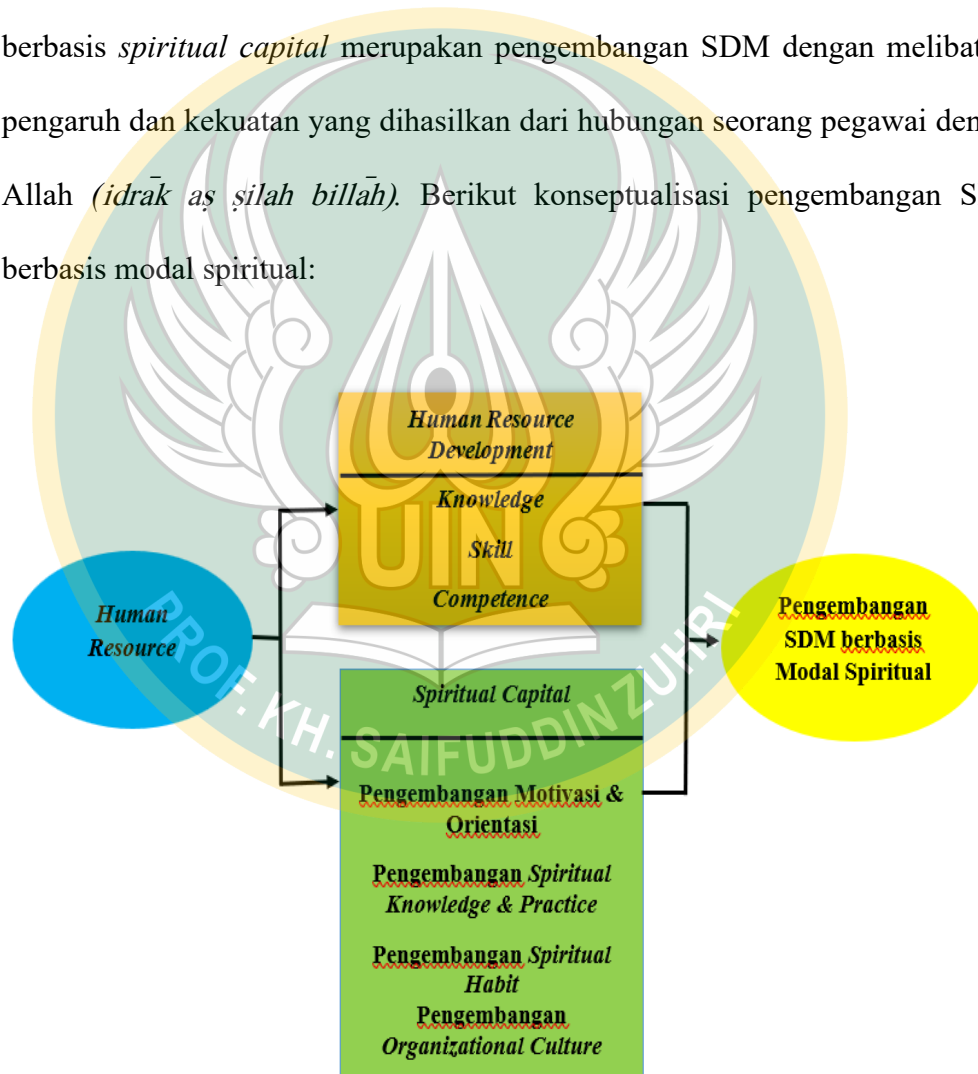 berbasis spiritual capital merupakan pengembangan SDM dengan melibat
pengaruh dan kekuatan yang dihasilkan dari hubungan seorang pegawai den
Allah (idrāk aṣ ṣilah billāh). Berikut konseptualisasi pengembangan S
berbasis modal spiritual:
Human Resource
Development
Knowledge
Skill
Competence
UIN
Human
Resource
Pengembangan
SDM berbasis
Modal Spiritual
PROF. KH. SAIFUDDIN ZUHRI
Spiritual Capital
Pengembangan Motivasi &
Orientasi
Pengembangan Spiritual
Knowledge & Practice
Pengembangan Spiritual
Habit
Pengembangan
Organizational Culture